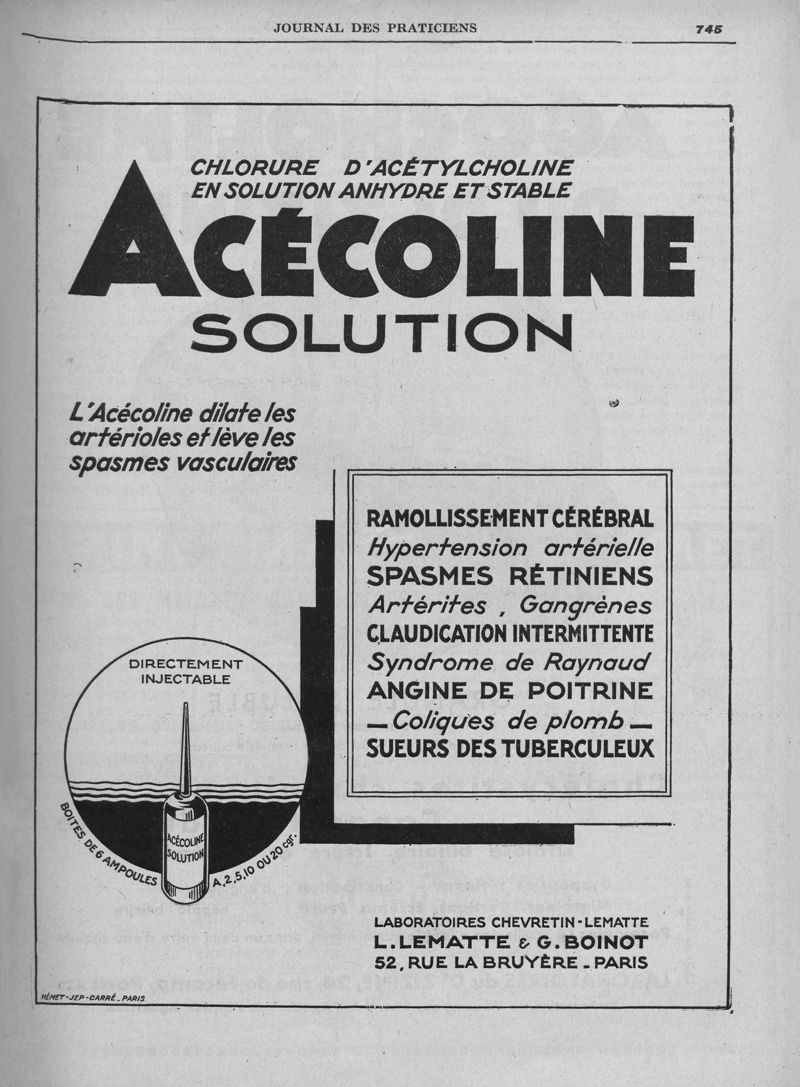 JOURNAL DES PRATICIENS 745
CHLORURE D'ACÉTYLCHOLINE
EN SOLUTION ANHYDRE ET STABLE
ACÉCOLINE
SOLUTION
L'Acécoline dilate les
artérioles et lève les
spasmes vasculaires
RAMOLLISSEMENT CÉRÉBRAL
Hypertension artérielle
SPASMES RÉTINIENS
Artérites, Gangrènes
CLAUDICATION INTERMITTENTE
Syndrome de Raynaud
ANGINE DE POITRINE
— Coliques de plomb —
SUEURS DES TUBERCULEUX
DIRECTEMENT
INJECTABLE
ACÉCOLINE
SOLUTION
BOITES DE 6 AMPOULES A, 2, 5, 10 OU 20 cgr.
LABORATOIRES CHEVRETIN-LEMATTE
L. LEMATTE & G. BOINOT
52, RUE LA BRUYÈRE - PARIS
HÉMET-JEP-CARRÉ-PARIS